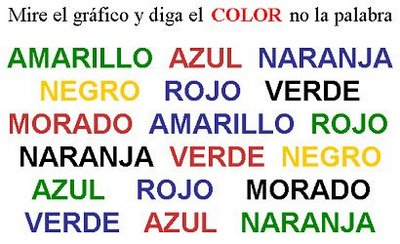 Mire el gráfico y diga el COLOR no la palabra
AMARILLO AZUL NARANJA
NEGRO ROJO VERDE
MORADO AMARILLO ROJO
NARANJA VERDE NEGRO
AZUL ROJO MORADO
VERDE AZUL NARANJA